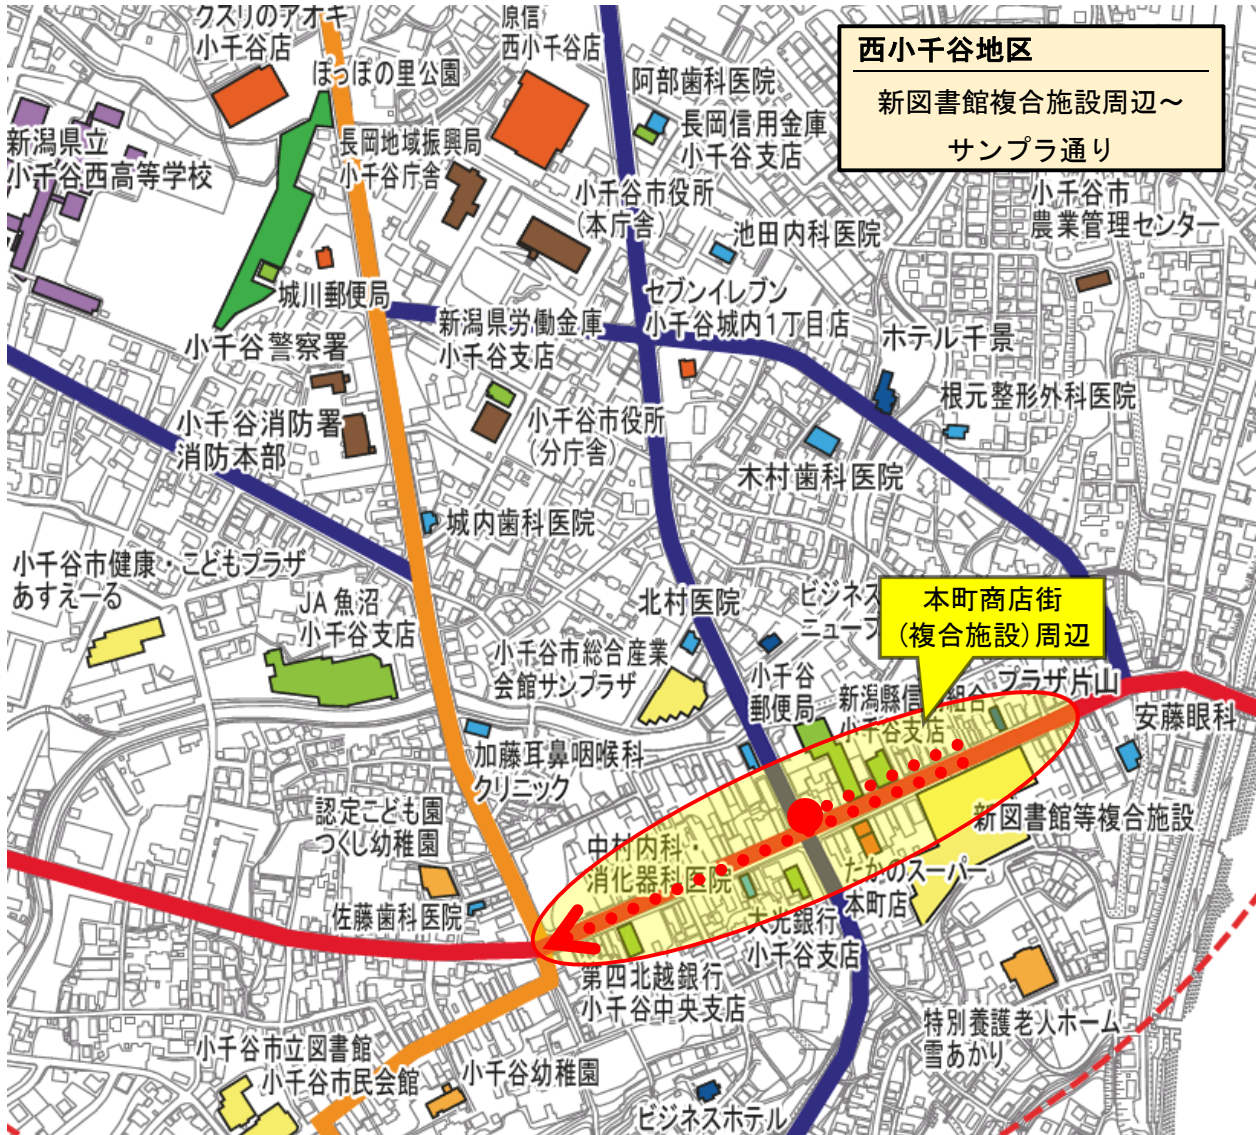 西小千谷地区
新図書館複合施設周辺～
サンプラ通り
クスリのアオキ
小千谷店
原信
西小千谷店
ぽっぽの里公園
阿部歯科医院
長岡信用金庫
小千谷支店
新潟県立
小千谷西高等学校
長岡地域振興局
小千谷庁舎
小千谷市役所
(本庁舎)
池田内科医院
小千谷市
農業管理センター
城川郵便局
セブンイレブン
小千谷城内1丁目店
新潟県労働金庫
小千谷支店
小千谷警察署
ホテル千景
根元整形外科医院
小千谷消防署
消防本部
小千谷市役所
(分庁舎)
木村歯科医院
城内歯科医院
小千谷市健康・こどもプラザ
あすえーる
JA魚沼
小千谷支店
北村医院
ビジネス
ニュー
本町商店街
(複合施設)周辺
小千谷市総合産業
会館サンプラザ
小千谷
郵便局
新潟縣信用組合
小千谷支店
プラザ片山
安藤眼科
加藤耳鼻咽喉科
クリニック
認定こども園
つくし幼稚園
中村内科・
消化器科医院
新図書館等複合施設
たかのスーパー
本町店
佐藤歯科医院
大光銀行
小千谷支店
第四北越銀行
小千谷中央支店
特別養護老人ホーム
雪あかり
小千谷市立図書館
小千谷市民会館
小千谷幼稚園
ビジネスホテル